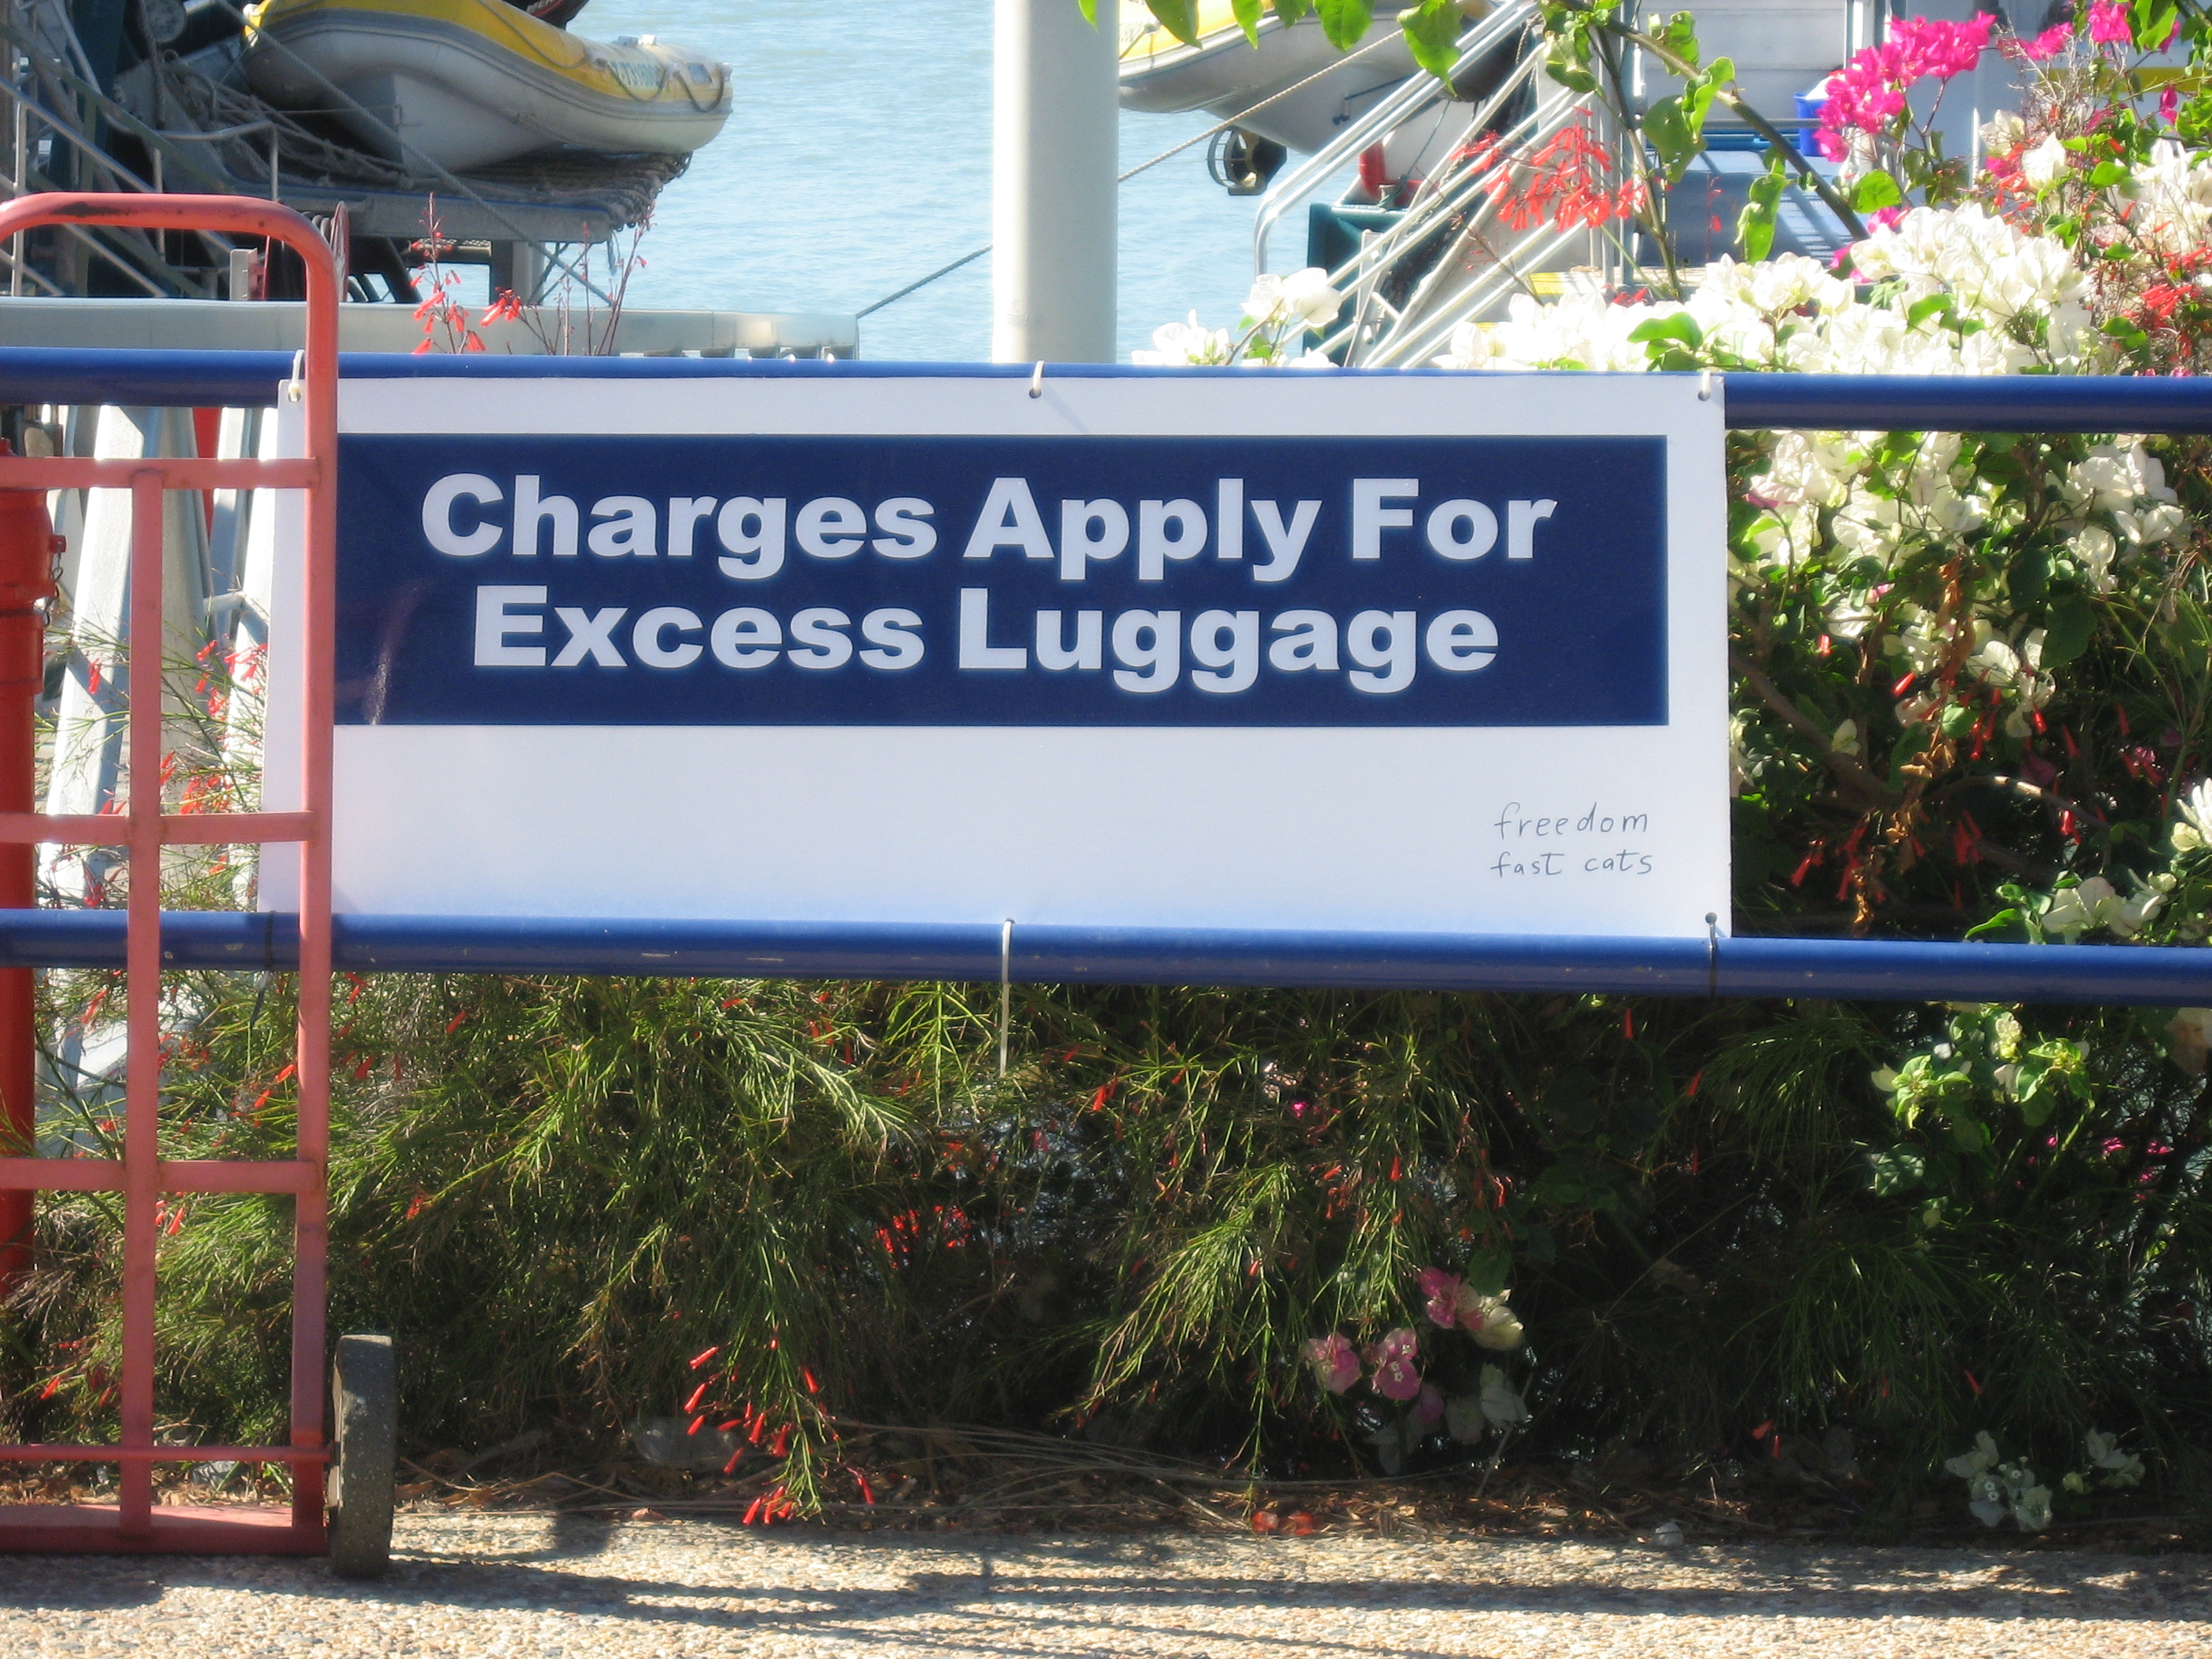 Charges Apply For
Excess Luggage
freedom
fast cats